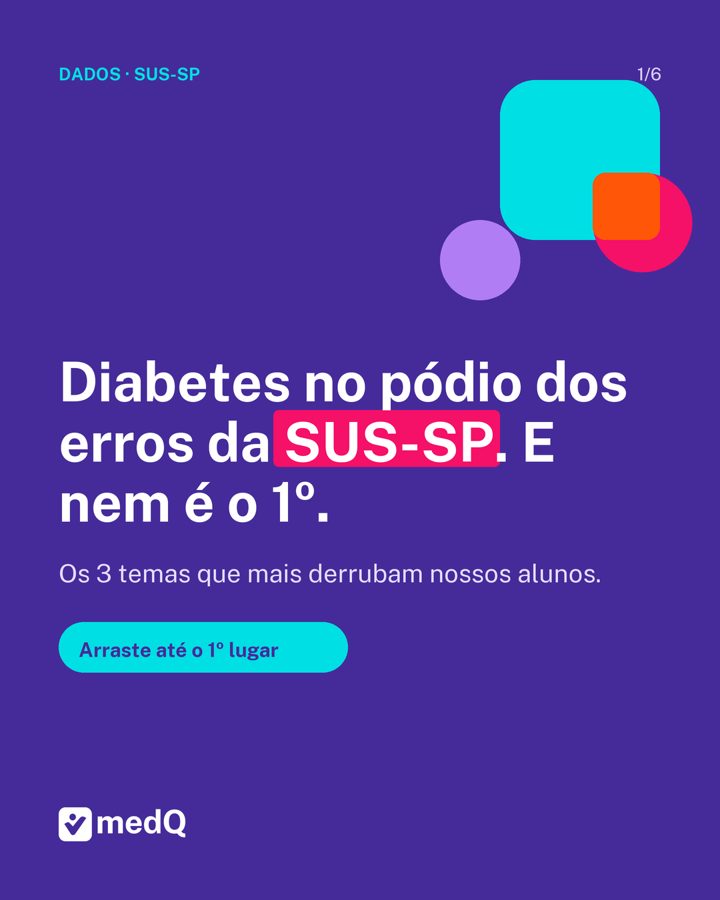 DADOS · SUS-SP
1/6
Diabetes no pódio dos
erros da SUS-SP. E
nem é o 1º.
Os 3 temas que mais derrubam nossos alunos.
Arraste até o 1º lugar
medQ